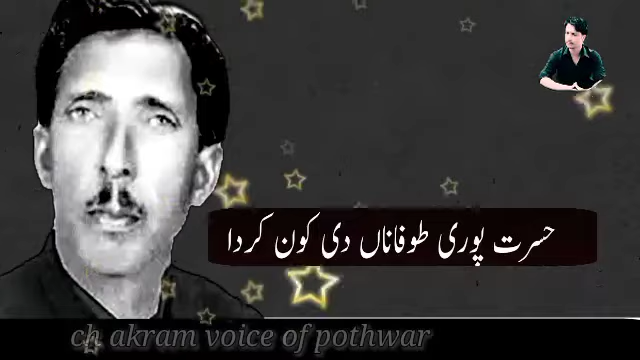 حسرت پوری طوفاناں دی کون کردا
ch akram voice of pothwar